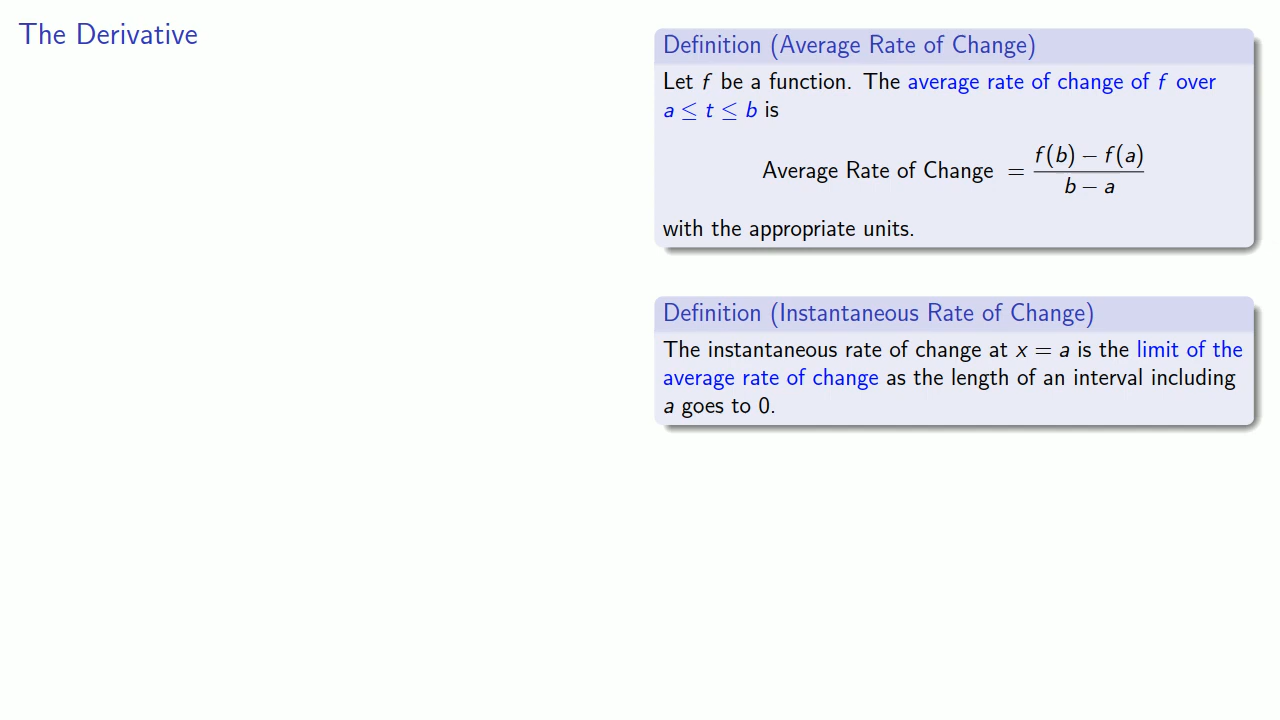 The Derivative
Definition (Average Rate of Change)
Let f be a function. The average rate of change of f over
a ≤ t ≤ b is
Average Rate of Change = \frac{f(b) − f(a)}{b − a}
with the appropriate units.
Definition (Instantaneous Rate of Change)
The instantaneous rate of change at x = a is the limit of the
average rate of change as the length of an interval including
a goes to 0.